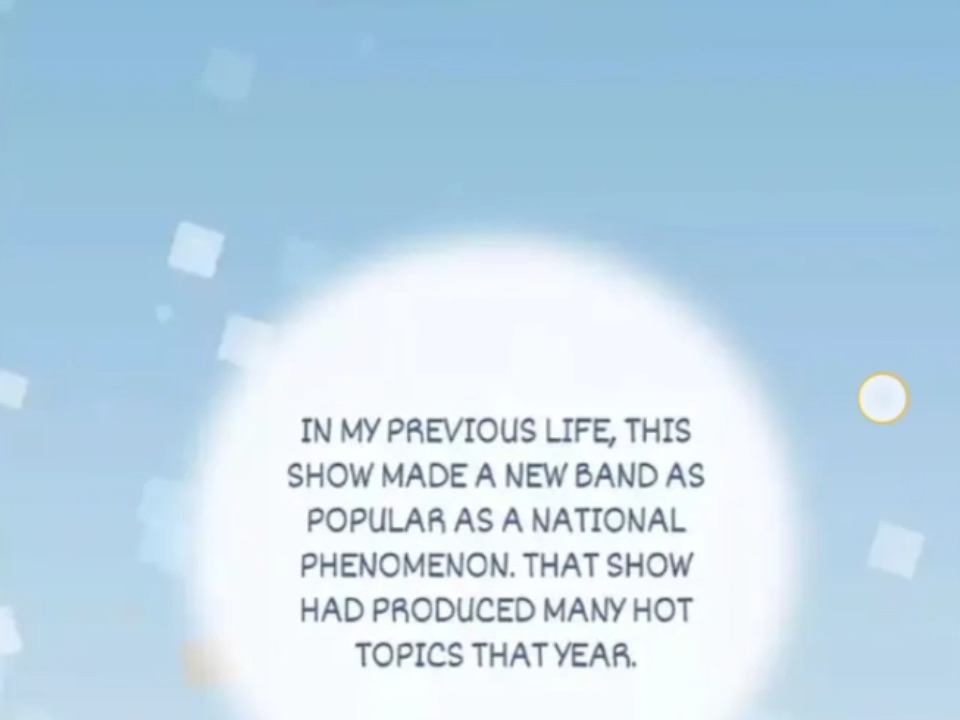 IN MY PREVIOUS LIFE, THIS
SHOW MADE A NEW BAND AS
POPULAR AS A NATIONAL
PHENOMENON. THAT SHOW
HAD PRODUCED MANY HOT
TOPICS THAT YEAR.